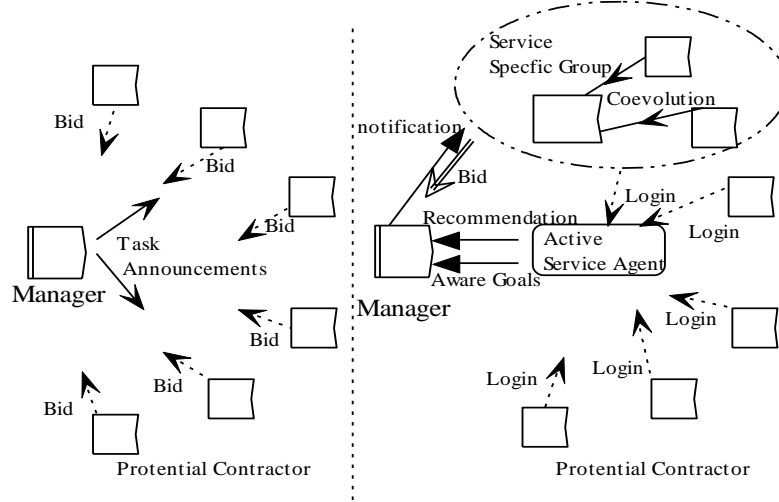 Bid
Bid
Bid
Task
Announcements
Manager
Bid
Bid
Bid
Protential Contractor
Service
Specfic Group
Coevolution
notification
Bid
Login
Login
Recommendation
Active
Service Agent
Aware Goals
Manager
Login
Login
Login
Protential Contractor